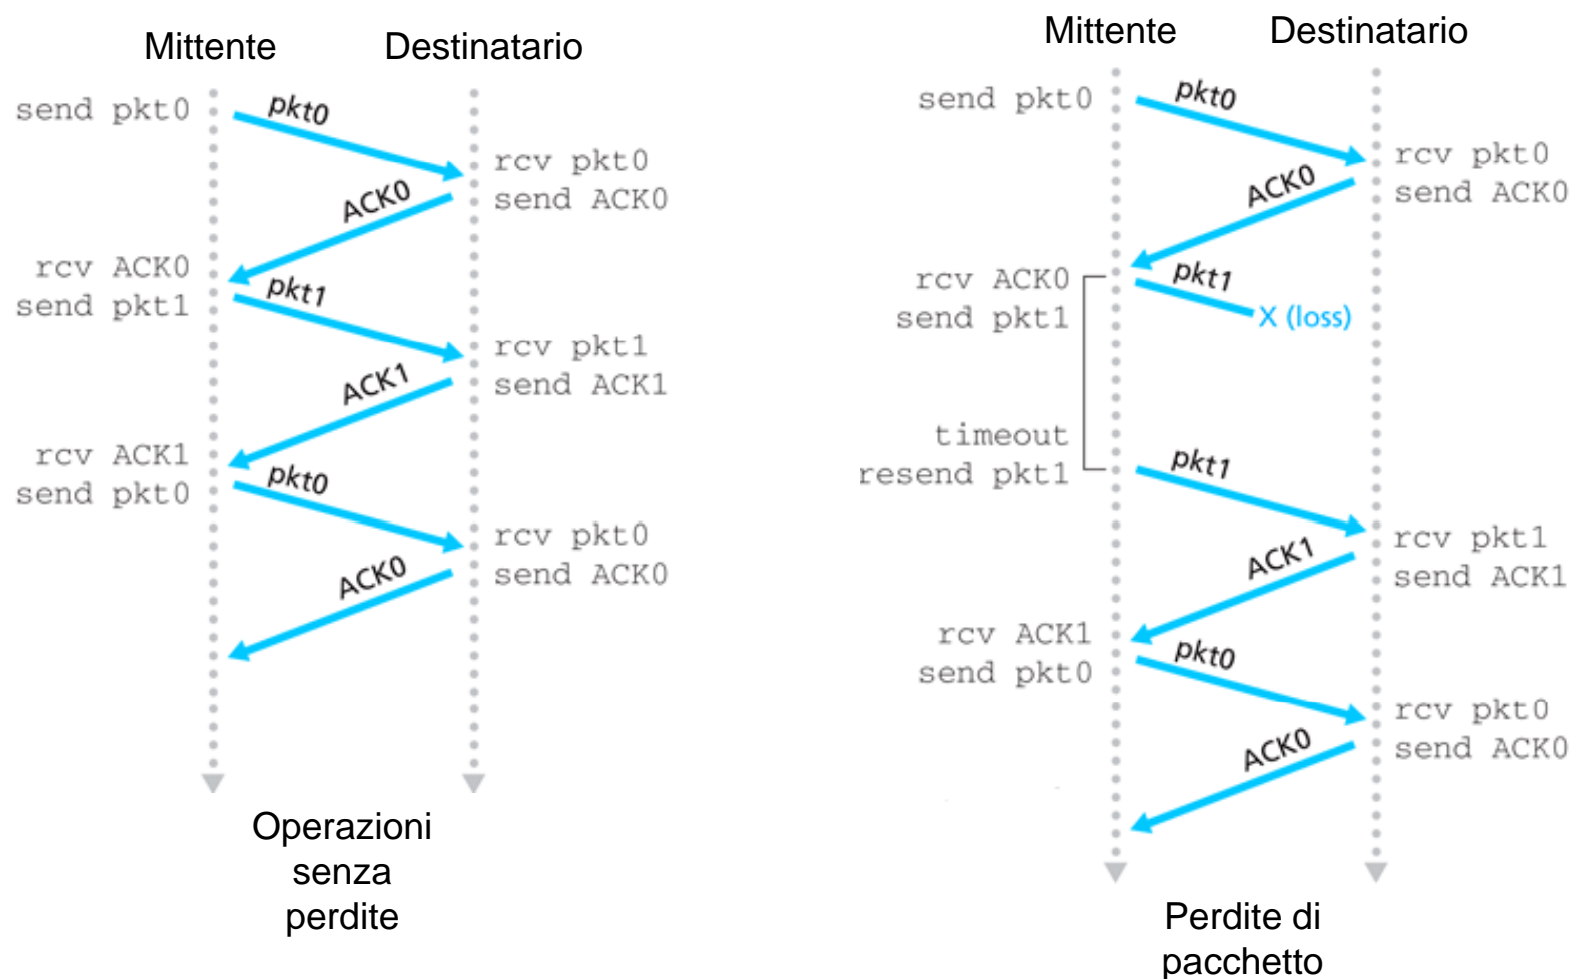 Mittente Destinatario
send pkt0
pkt0
rcv pkt0
send ACK0
ACK0
rcv ACK0
send pkt1
pkt1
rcv pkt1
send ACK1
ACK1
rcv ACK1
send pkt0
pkt0
rcv pkt0
send ACK0
ACK0
Operazioni
senza
perdite
Mittente Destinatario
send pkt0
pkt0
rcv pkt0
send ACK0
ACK0
rcv ACK0
send pkt1
pkt1
X (loss)
timeout
resend pkt1
pkt1
rcv pkt1
send ACK1
ACK1
rcv ACK1
send pkt0
pkt0
rcv pkt0
send ACK0
ACK0
Perdite di
pacchetto